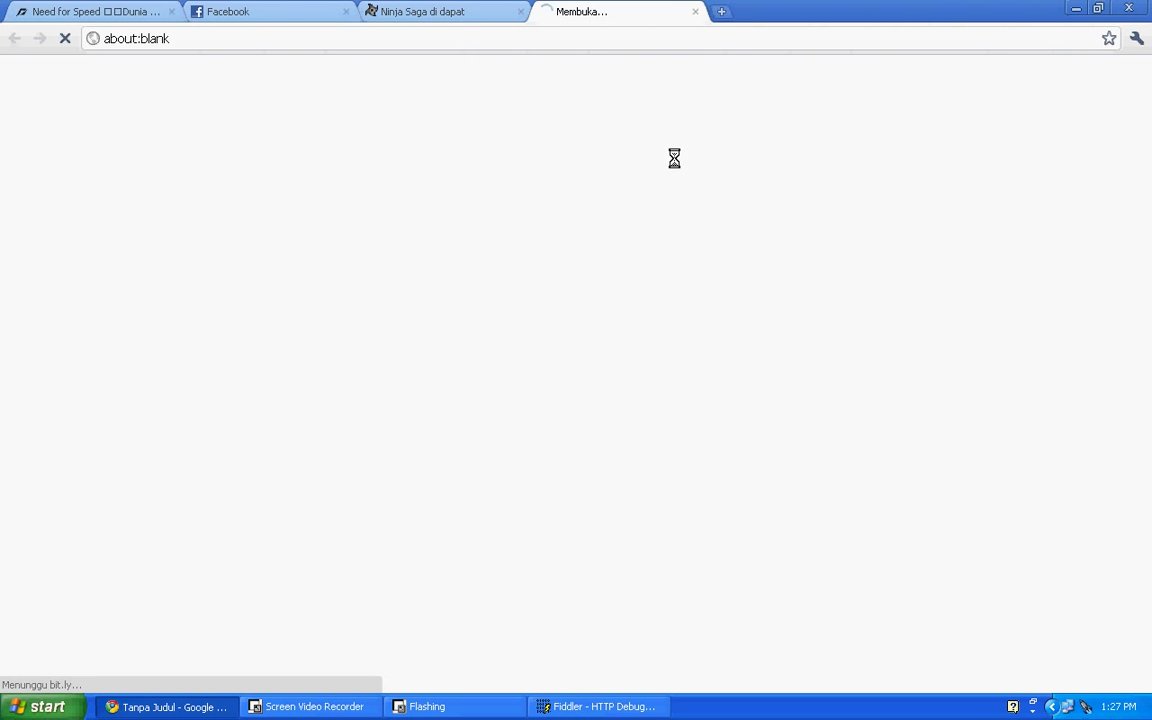 Need for Speed □□Dunia ...
Facebook
Ninja Saga di dapat
Membuka...
about:blank
Menunggu bit.ly...
start
Tanpa Judul - Google ...
Screen Video Recorder
Flashing
Fiddler - HTTP Debug...
1:27 PM